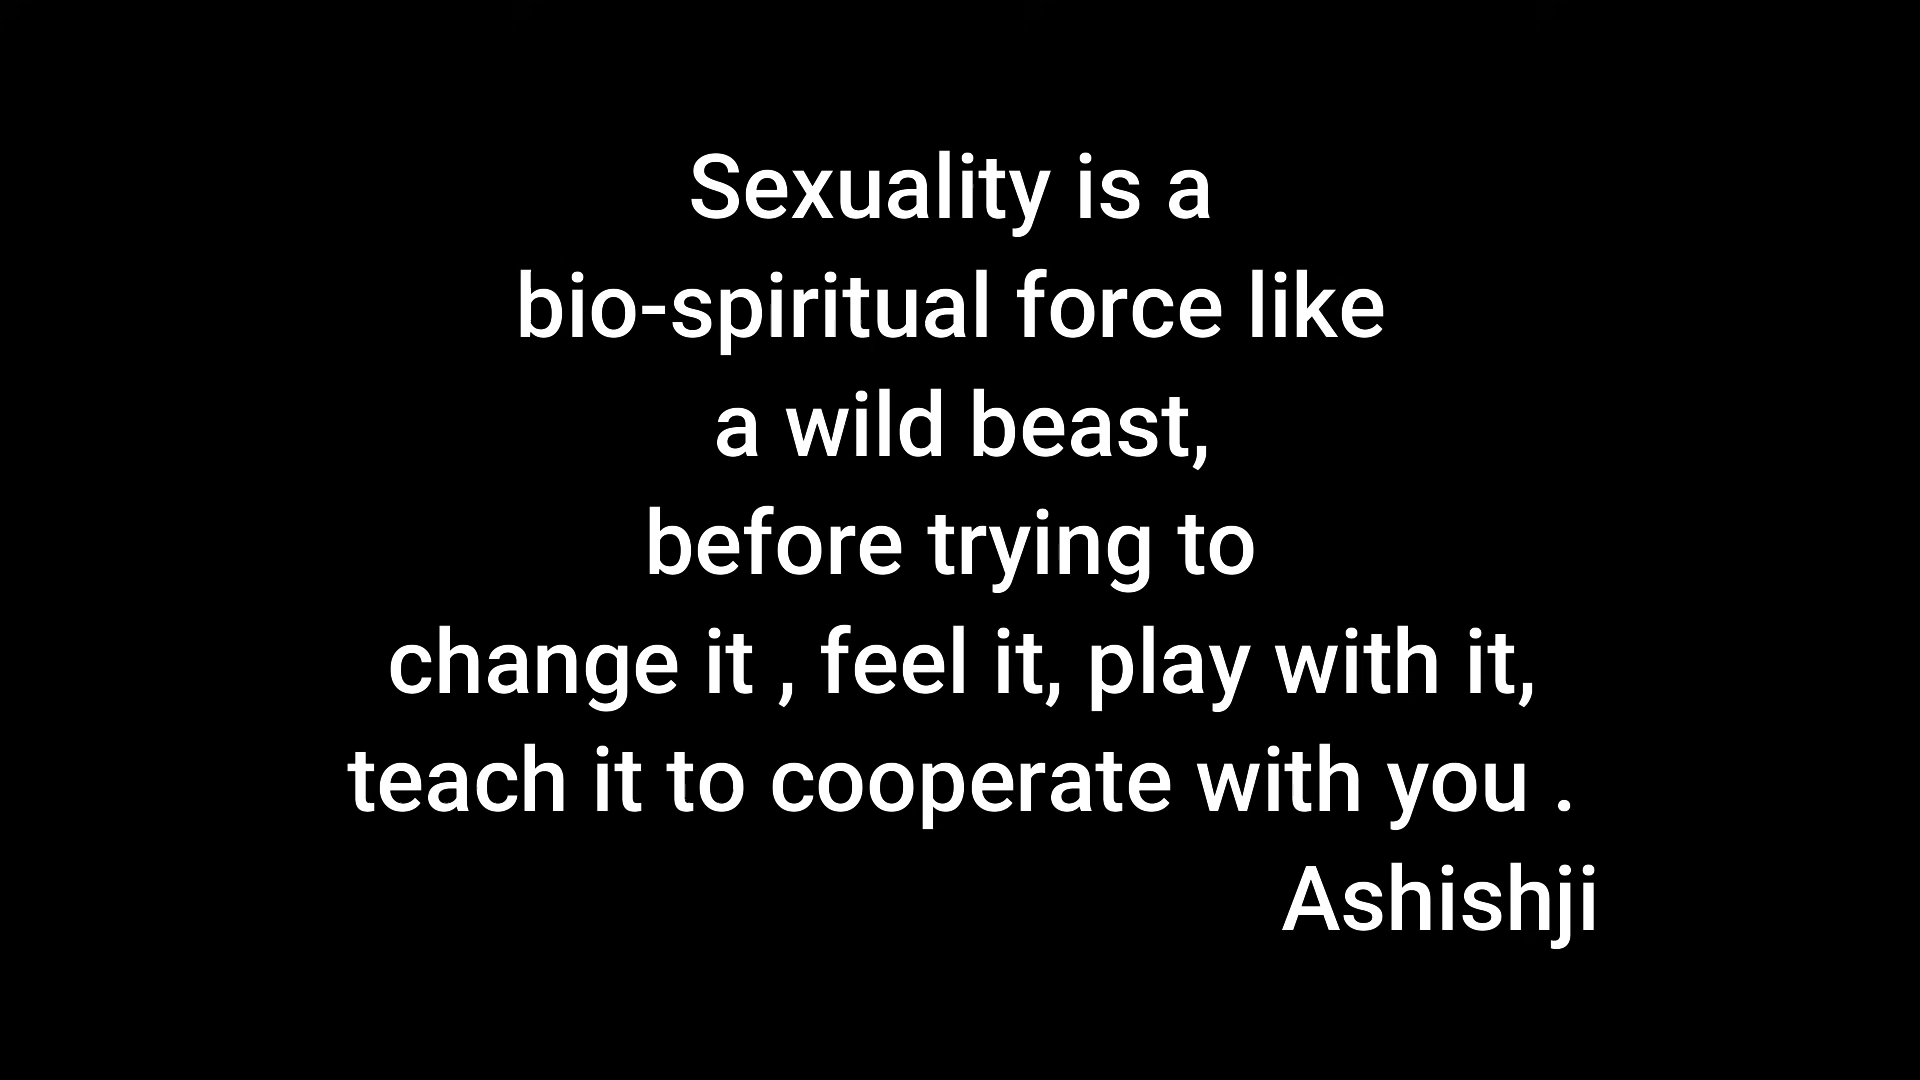 Sexuality is a
bio-spiritual force like
a wild beast,
before trying to
change it , feel it, play with it,
teach it to cooperate with you .
Ashishji